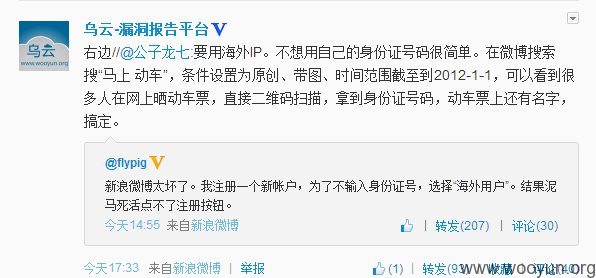 乌云
www.wooyun.org
乌云-漏洞报告平台
右边//@公子龙七:要用海外IP。不想用自己的身份证号码很简单。在微博搜索
搜“马上 动车”，条件设置为原创、带图、时间范围截至到2012-1-1，可以看到很
多人在网上晒动车票，直接二维码扫描，拿到身份证号码，动车票上还有名字，
搞定。
@flypig
新浪微博太坏了。我注册一个新帐户，为了不输入身份证号，选择“海外用户”。结果泥
马死活点不了注册按钮。
今天14:55 来自新浪微博 | 转发(207) | 评论(30)
今天17:33 来自新浪微博 | 举报 (1) | 转发(93) 收藏 评论(40)
www.wooyun.org